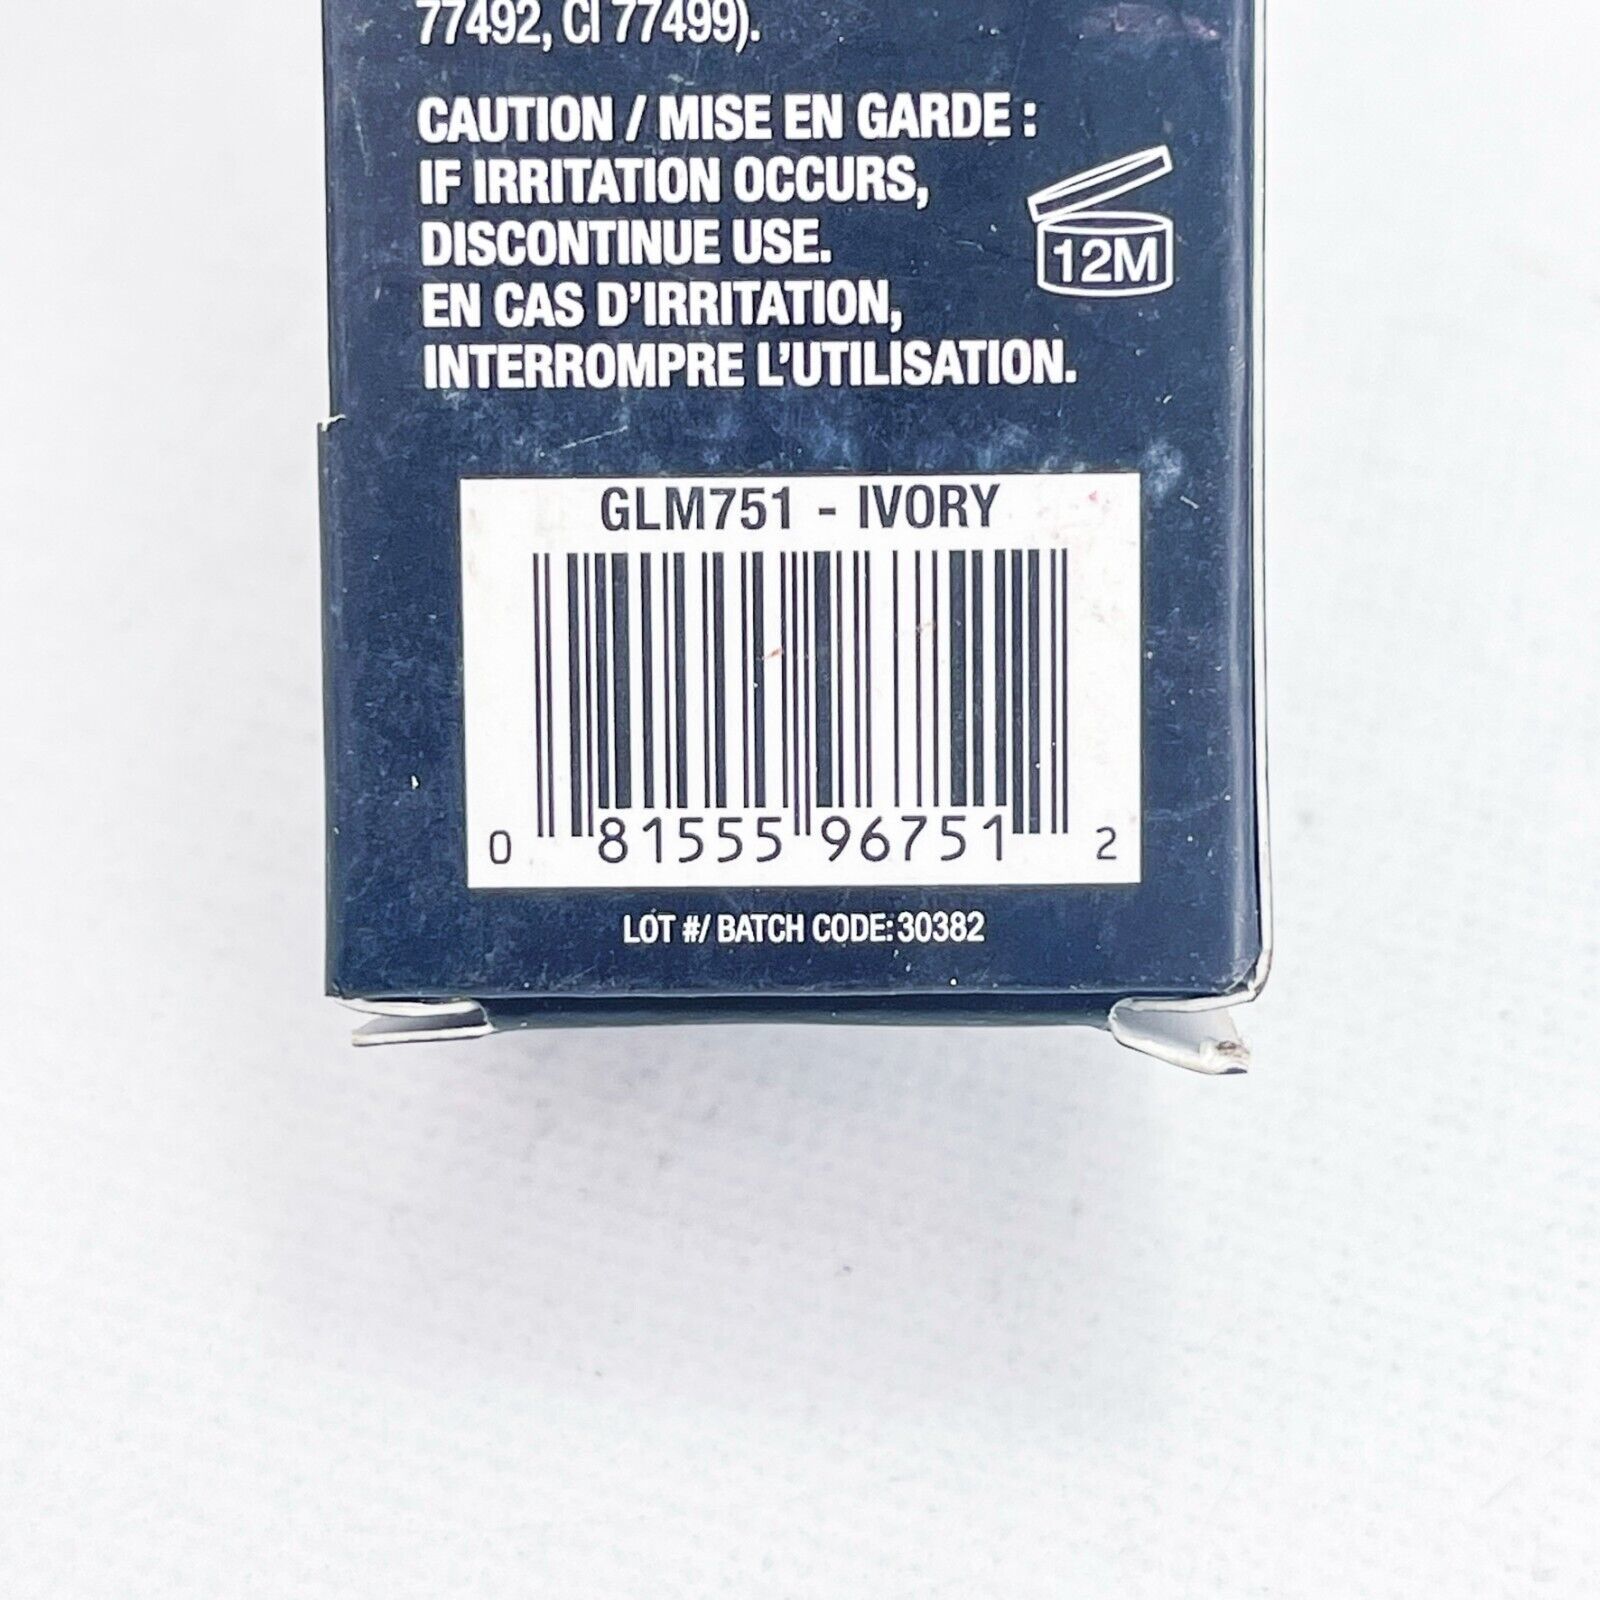 77492, CI 77499).
CAUTION / MISE EN GARDE :
IF IRRITATION OCCURS,
DISCONTINUE USE.
EN CAS D'IRRITATION,
INTERROMPRE L'UTILISATION.
12M
GLM751 - IVORY
0 81555 96751 2
LOT #/ BATCH CODE: 30382